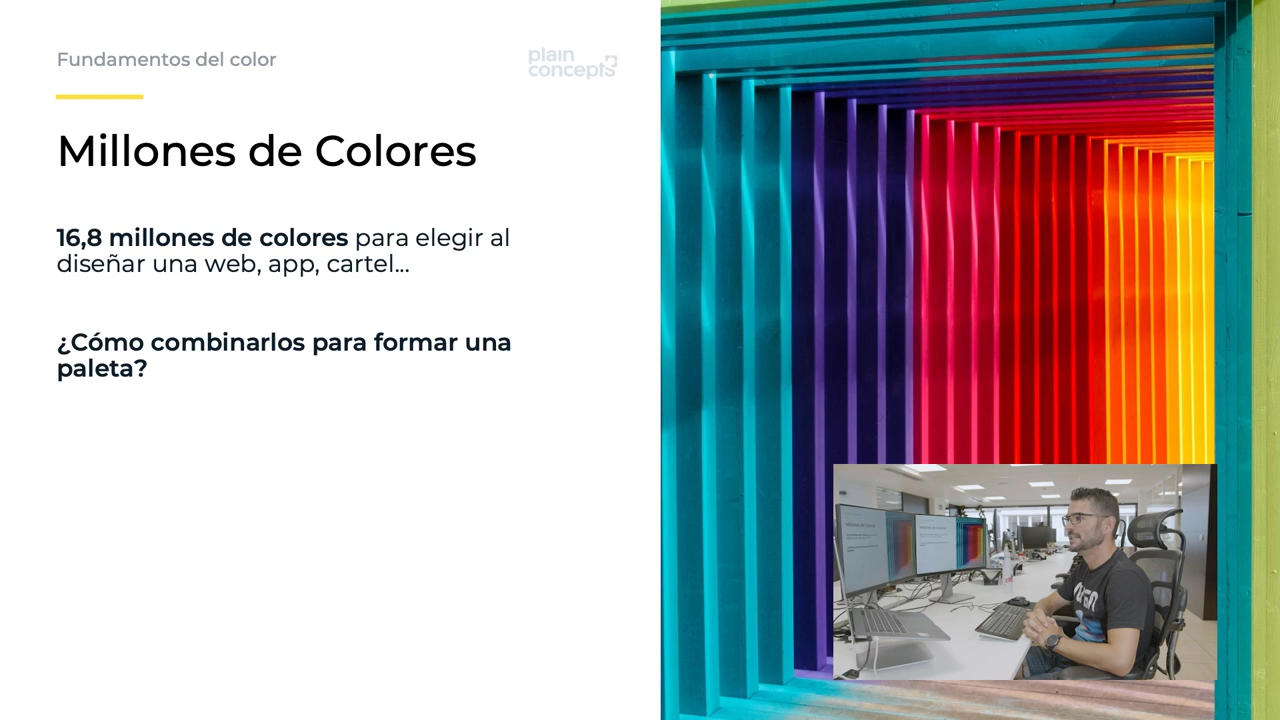 Fundamentos del color
plain
concepts
Millones de Colores
16,8 millones de colores para elegir al
diseñar una web, app, cartel...
¿Cómo combinarlos para formar una
paleta?